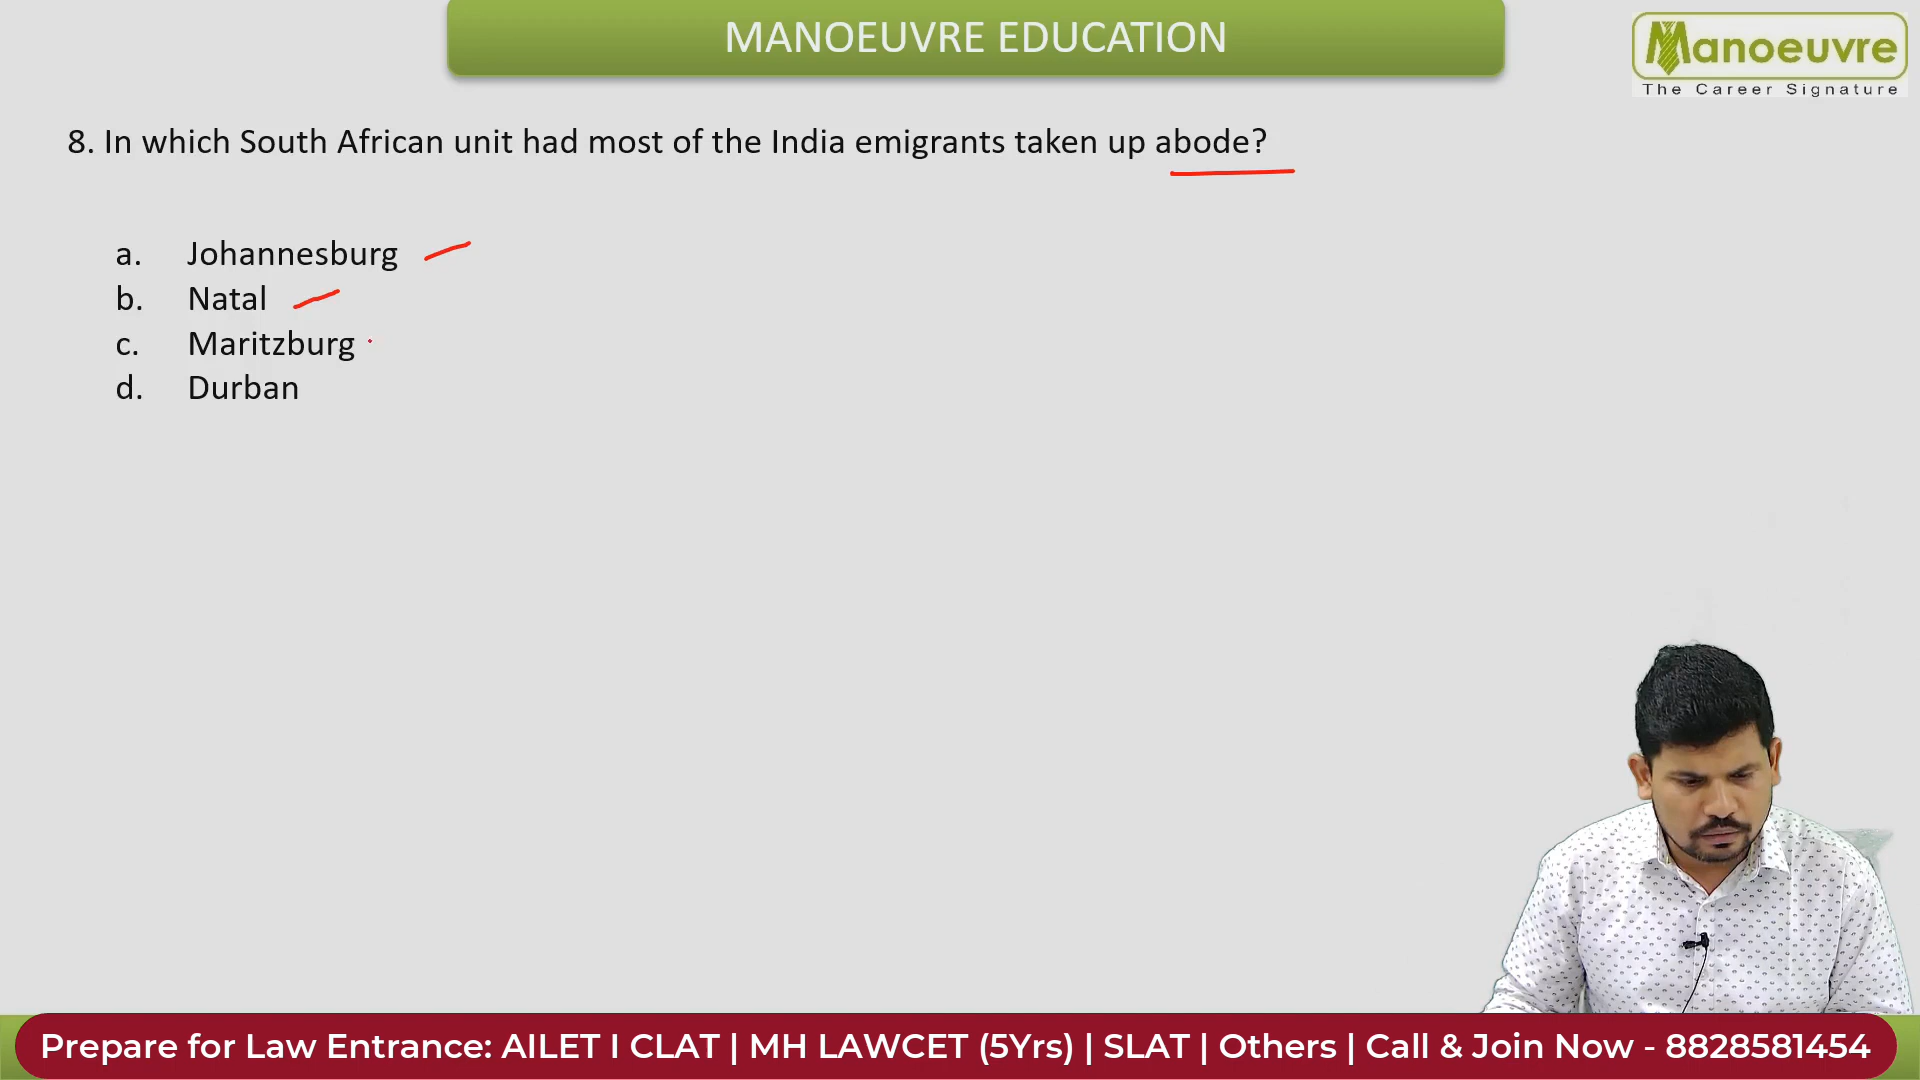 MANOEUVRE EDUCATION
Manoeuvre
The Career Signature
8. In which South African unit had most of the India emigrants taken up abode?
a. Johannesburg
b. Natal
c. Maritzburg
d. Durban
Prepare for Law Entrance: AILET I CLAT | MH LAWCET (5Yrs) | SLAT | Others | Call & Join Now - 8828581454